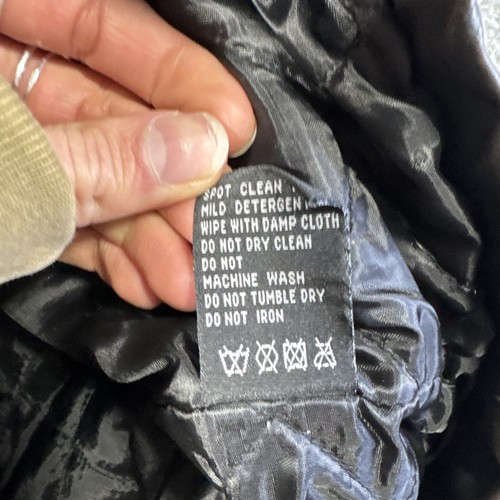 SPOT CLEAN
MILD DETERGEN
WIPE WITH DAMP CLOTH
DO NOT DRY CLEAN
DO NOT
MACHINE WASH
DO NOT TUMBLE DRY
DO NOT IRON